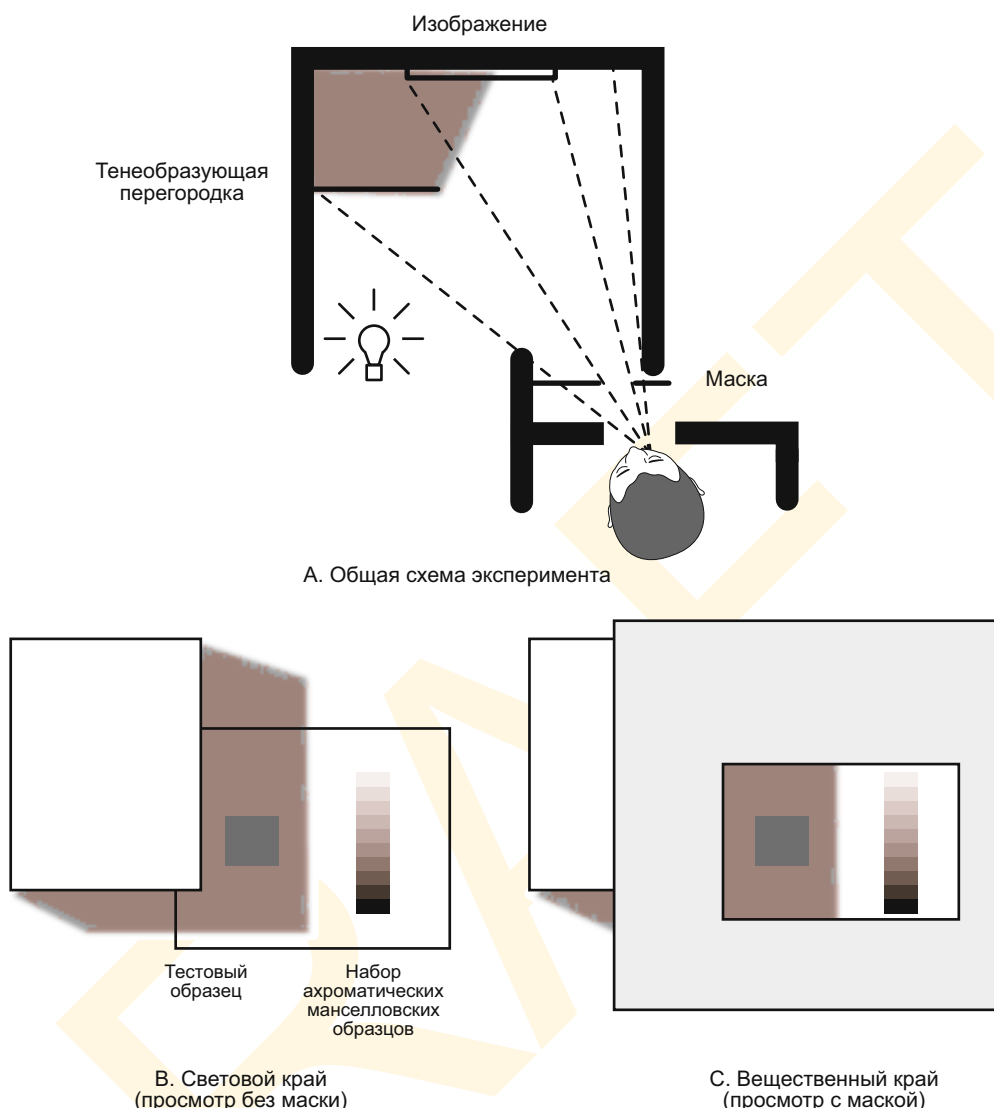 Изображение
Тенеобразующая
перегородка
Маска
А. Общая схема эксперимента
Тестовый
образец
Набор
ахроматических
манселловских
образцов
В. Световой край
(просмотр без маски)
С. Вещественный край
(просмотр с маской)